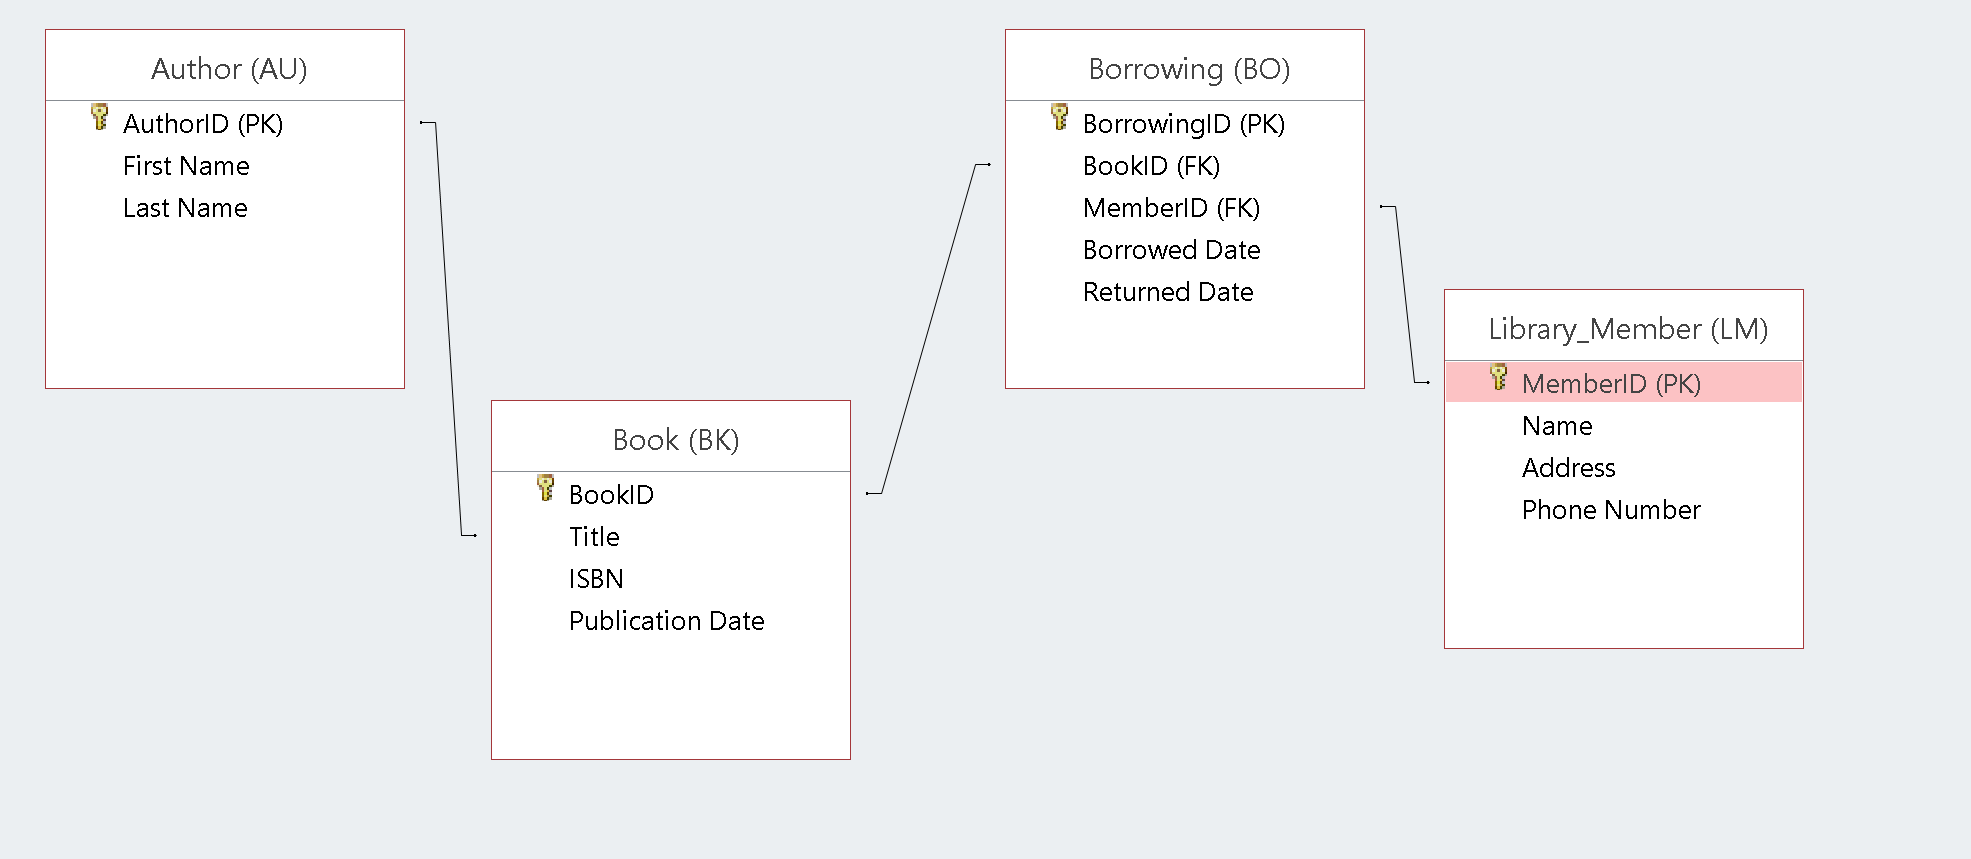 Author (AU)
AuthorID (PK)
First Name
Last Name
Book (BK)
BookID
Title
ISBN
Publication Date
Borrowing (BO)
BorrowingID (PK)
BookID (FK)
MemberID (FK)
Borrowed Date
Returned Date
Library_Member (LM)
MemberID (PK)
Name
Address
Phone Number